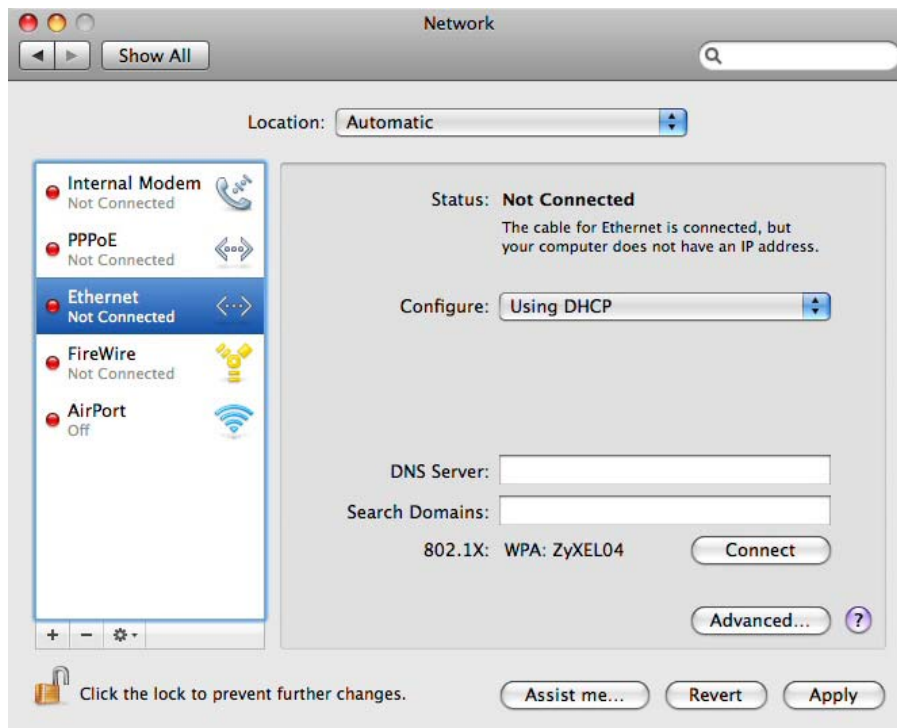 Network
Show All
Location: Automatic
Internal Modem
Not Connected
PPPoE
Not Connected
Ethernet
Not Connected
FireWire
Not Connected
AirPort
Off
Status: Not Connected
The cable for Ethernet is connected, but
your computer does not have an IP address.
Configure: Using DHCP
DNS Server:
Search Domains:
802.1X: WPA: ZyXEL04 Connect
Advanced... ?
+ −
Click the lock to prevent further changes.
Assist me... Revert Apply